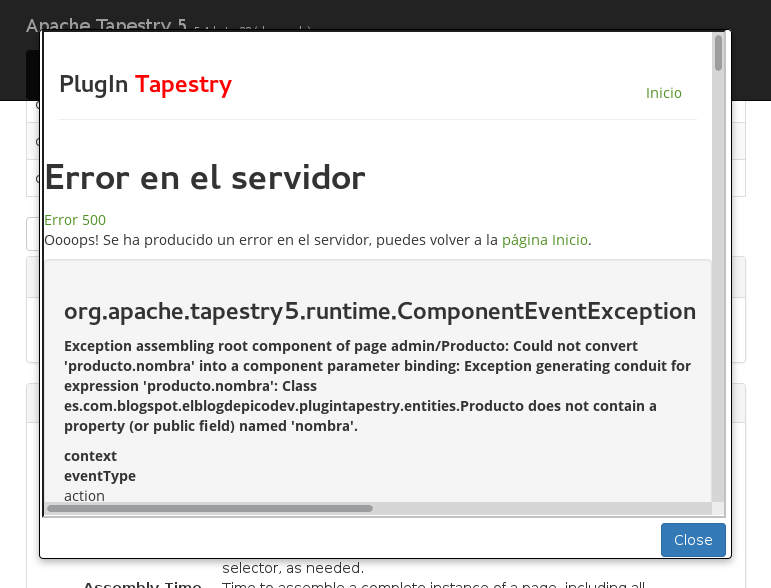 Apache Tapestry 5
PlugIn Tapestry
Inicio
Error en el servidor
Error 500
Oooops! Se ha producido un error en el servidor, puedes volver a la página Inicio.
org.apache.tapestry5.runtime.ComponentEventException
Exception assembling root component of page admin/Producto: Could not convert
'producto.nombra' into a component parameter binding: Exception generating conduit for
expression 'producto.nombra': Class
es.com.blogspot.elblogdepicodev.plugintapestry.entities.Producto does not contain a
property (or public field) named 'nombra'.
context
eventType
action
Close
selector, as needed.
Assembly Time
Time to assemble a complete instance of a page, including all